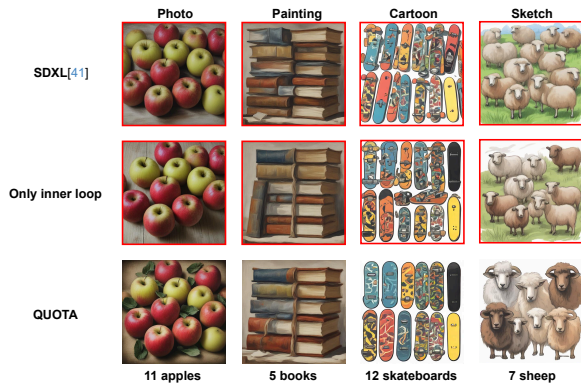 Photo Painting Cartoon Sketch
SDXL[41]
Only inner loop
QUOTA
11 apples 5 books 12 skateboards 7 sheep